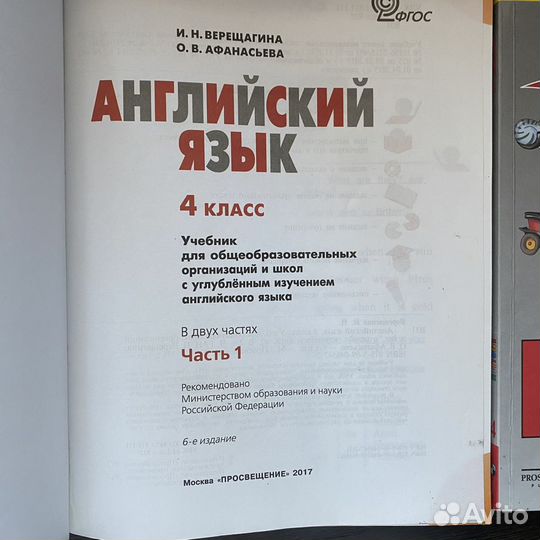 ФГОС
И. Н. ВЕРЕЩАГИНА
О. В. АФАНАСЬЕВА
АНГЛИЙСКИЙ
ЯЗЫК
4 КЛАСС
Учебник
для общеобразовательных
организаций и школ
с углублённым изучением
английского языка
В двух частях
Часть 1
Рекомендовано
Министерством образования и науки
Российской Федерации
6-е издание
Москва «ПРОСВЕЩЕНИЕ» 2017
PROS
Avito